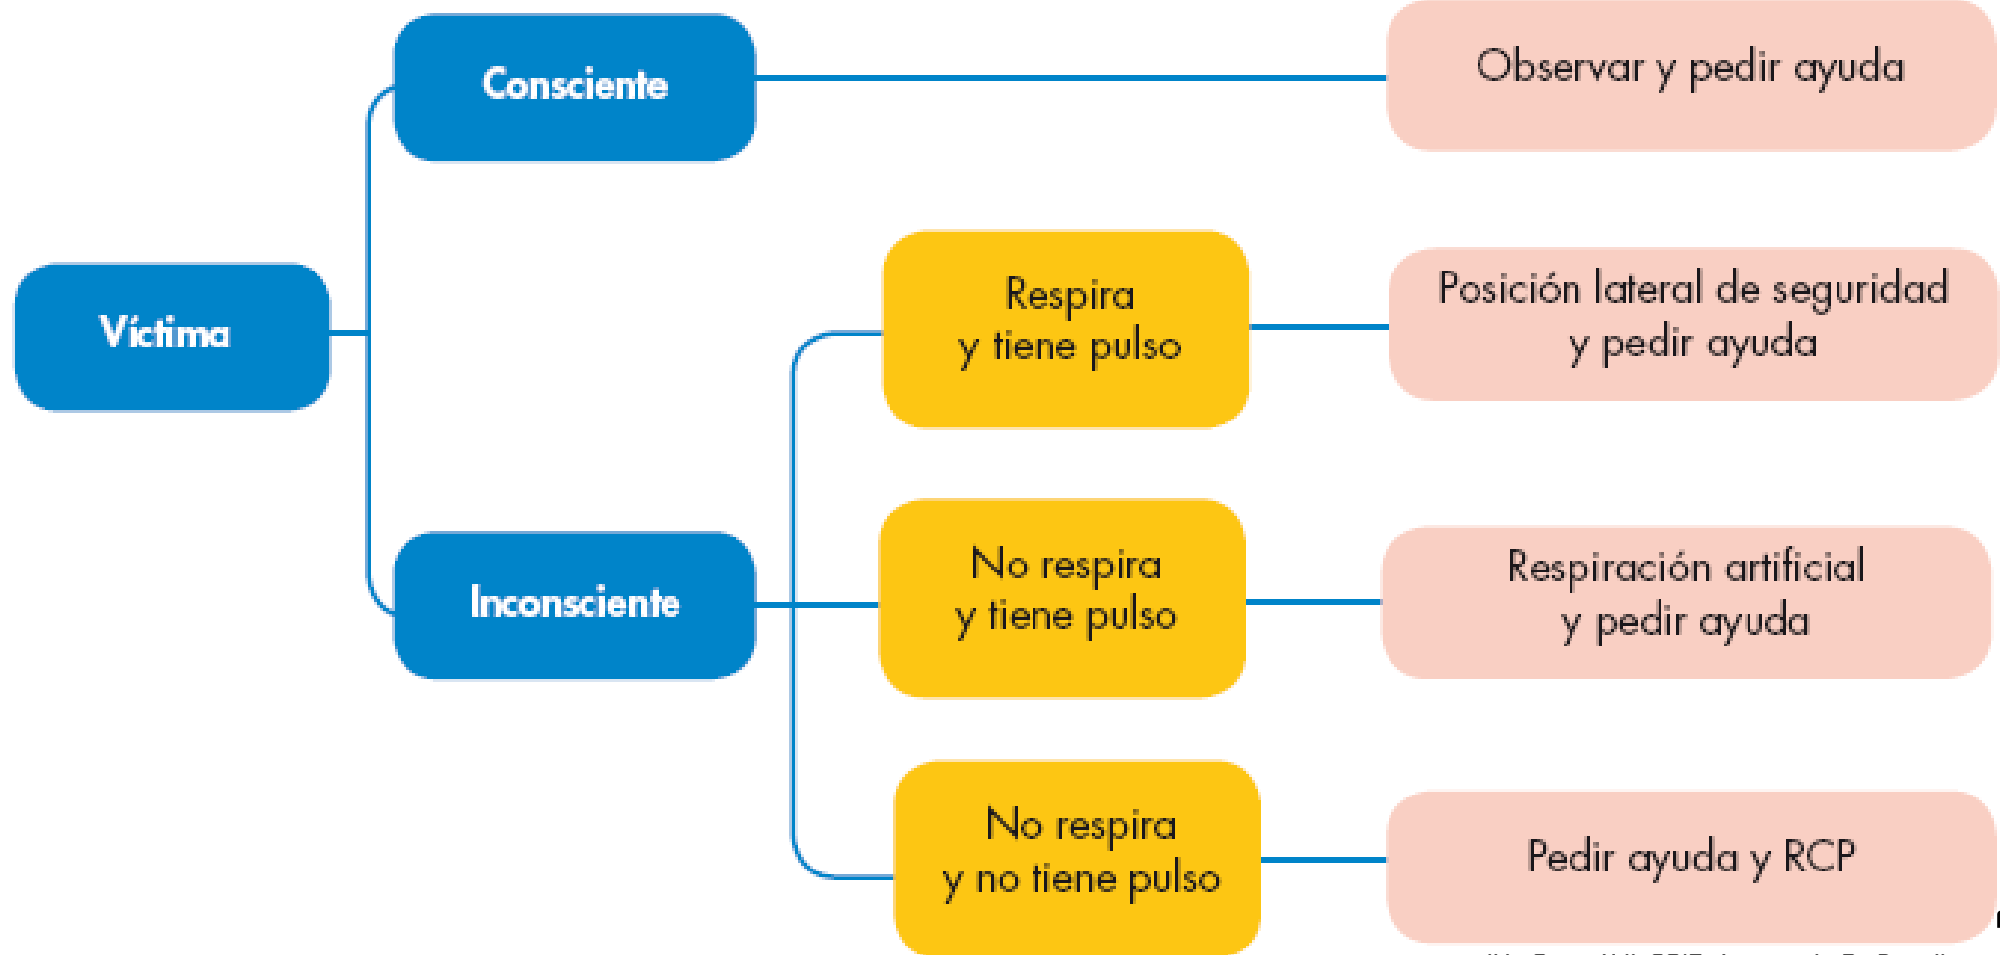 Consciente
Observar y pedir ayuda
Víctima
Respira
y tiene pulso
Posición lateral de seguridad
y pedir ayuda
Inconsciente
No respira
y tiene pulso
Respiración artificial
y pedir ayuda
No respira
y no tiene pulso
Pedir ayuda y RCP